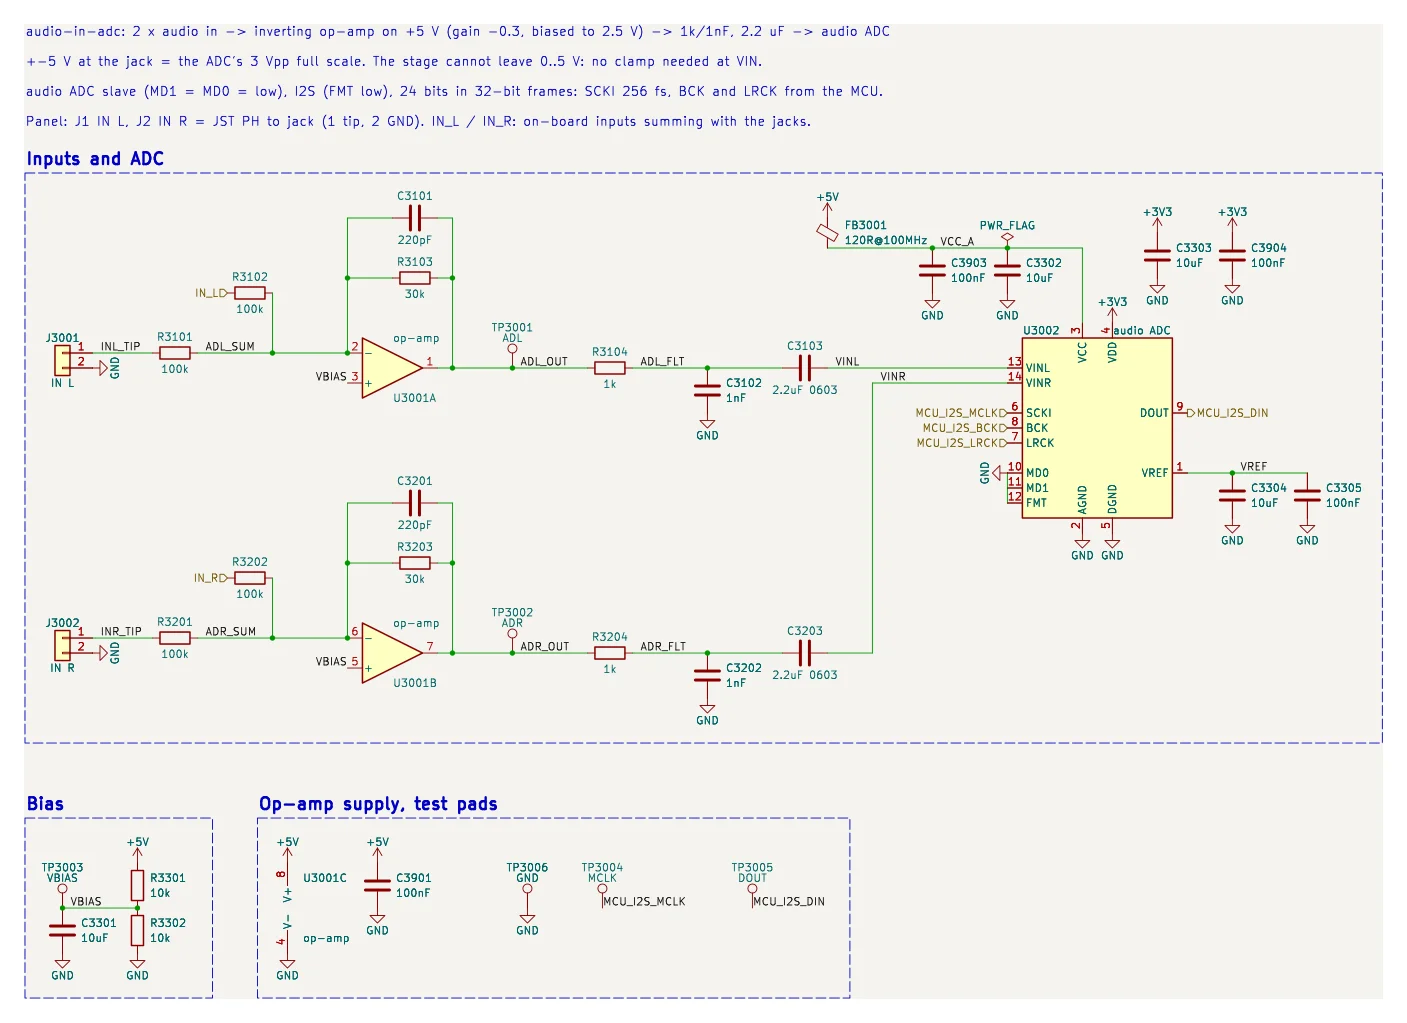 audio-in-adc: 2 x audio in -> inverting op-amp on +5 V (gain -0.3, biased to 2.5 V) -> 1k/1nF, 2.2 uF -> audio ADC
+-5 V at the jack = the ADC's 3 Vpp full scale. The stage cannot leave 0..5 V: no clamp needed at VIN.
audio ADC slave (MD1 = MD0 = low), I2S (FMT low), 24 bits in 32-bit frames: SCKI 256 fs, BCK and LRCK from the MCU.
Panel: J1 IN L, J2 IN R = JST PH to jack (1 tip, 2 GND). IN_L / IN_R: on-board inputs summing with the jacks.
Inputs and ADC
C3101
220pF
R3103
30k
R3102
IN_L
100k
J3001
1
2
IN L
INL_TIP
GND
R3101
100k
ADL_SUM
op-amp
2
3
1
VBIAS
U3001A
TP3001
ADL
ADL_OUT
R3104
1k
ADL_FLT
C3102
1nF
GND
C3103
2.2uF 0603
VINL
VINR
+5V
FB3001
120R@100MHz
VCC_A
PWR_FLAG
C3903
100nF
GND
C3302
10uF
GND
+3V3
C3303
10uF
GND
+3V3
C3904
100nF
GND
+3V3
U3002
audio ADC
3
4
VCC
VDD
13
VINL
14
VINR
MCU_I2S_MCLK
6
SCKI
MCU_I2S_BCK
8
BCK
MCU_I2S_LRCK
7
LRCK
GND
10
MD0
11
MD1
12
FMT
DOUT
9
MCU_I2S_DIN
VREF
1
VREF
AGND
DGND
2
5
GND
GND
C3304
10uF
GND
C3305
100nF
GND
C3201
220pF
R3203
30k
R3202
IN_R
100k
J3002
1
2
IN R
INR_TIP
GND
R3201
100k
ADR_SUM
op-amp
6
5
7
VBIAS
U3001B
TP3002
ADR
ADR_OUT
R3204
1k
ADR_FLT
C3202
1nF
GND
C3203
2.2uF 0603
Bias
+5V
TP3003
VBIAS
VBIAS
R3301
10k
C3301
10uF
R3302
10k
GND
GND
Op-amp supply, test pads
+5V
8
V+
U3001C
V-
4
op-amp
GND
+5V
C3901
100nF
GND
TP3006
GND
GND
TP3004
MCLK
MCU_I2S_MCLK
TP3005
DOUT
MCU_I2S_DIN